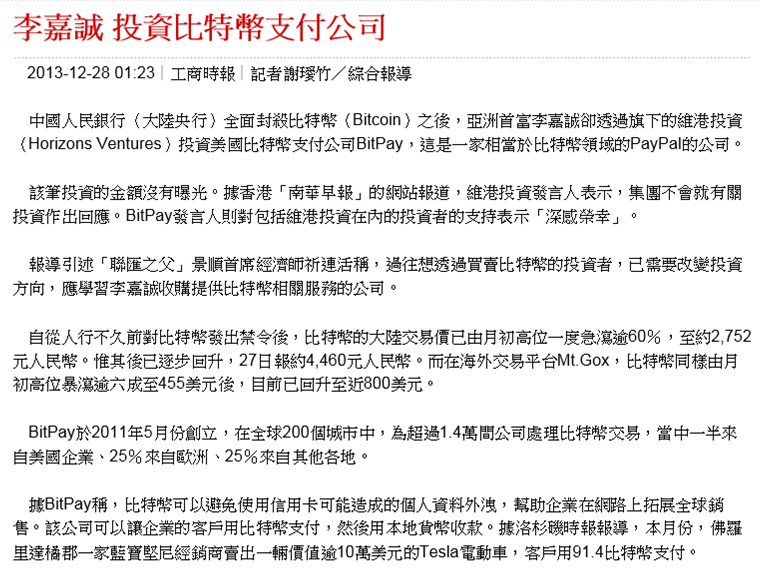 李嘉誠 投資比特幣支付公司
2013-12-28 01:23 | 工商時報 | 記者謝璦竹／綜合報導
中國人民銀行（大陸央行）全面封殺比特幣（Bitcoin）之後，亞洲首富李嘉誠卻透過旗下的維港投資
（Horizons Ventures）投資美國比特幣支付公司BitPay，這是一家相當於比特幣領域的PayPal的公司。
該筆投資的金額沒有曝光。據香港「南華早報」的網站報道，維港投資發言人表示，集團不會就有關
投資作出回應。BitPay發言人則對包括維港投資在內的投資者的支持表示「深感榮幸」。
報導引述「聯匯之父」景順首席經濟師祈連活稱，過往想透過買賣比特幣的投資者，已需要改變投資
方向，應學習李嘉誠收購提供比特幣相關服務的公司。
自從人行不久前對比特幣發出禁令後，比特幣的大陸交易價已由月初高位一度急瀉逾60％，至約2,752
元人民幣。惟其後已逐步回升，27日報約4,460元人民幣。而在海外交易平台Mt.Gox，比特幣同樣由月
初高位暴瀉逾六成至455美元後，目前已回升至近800美元。
BitPay於2011年5月份創立，在全球200個城市中，為超過1.4萬間公司處理比特幣交易，當中一半來
自美國企業、25％來自歐洲、25％來自其他各地。
據BitPay稱，比特幣可以避免使用信用卡可能造成的個人資料外洩，幫助企業在網路上拓展全球銷
售。該公司可以讓企業的客戶用比特幣支付，然後用本地貨幣收款。據洛杉磯時報報導，本月份，佛羅
里達橘郡一家藍寶堅尼經銷商賣出一輛價值逾10萬美元的Tesla電動車，客戶用91.4比特幣支付。